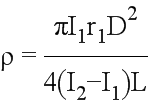 ρ = πI₁r₁D² / 4(I₂−I₁)L